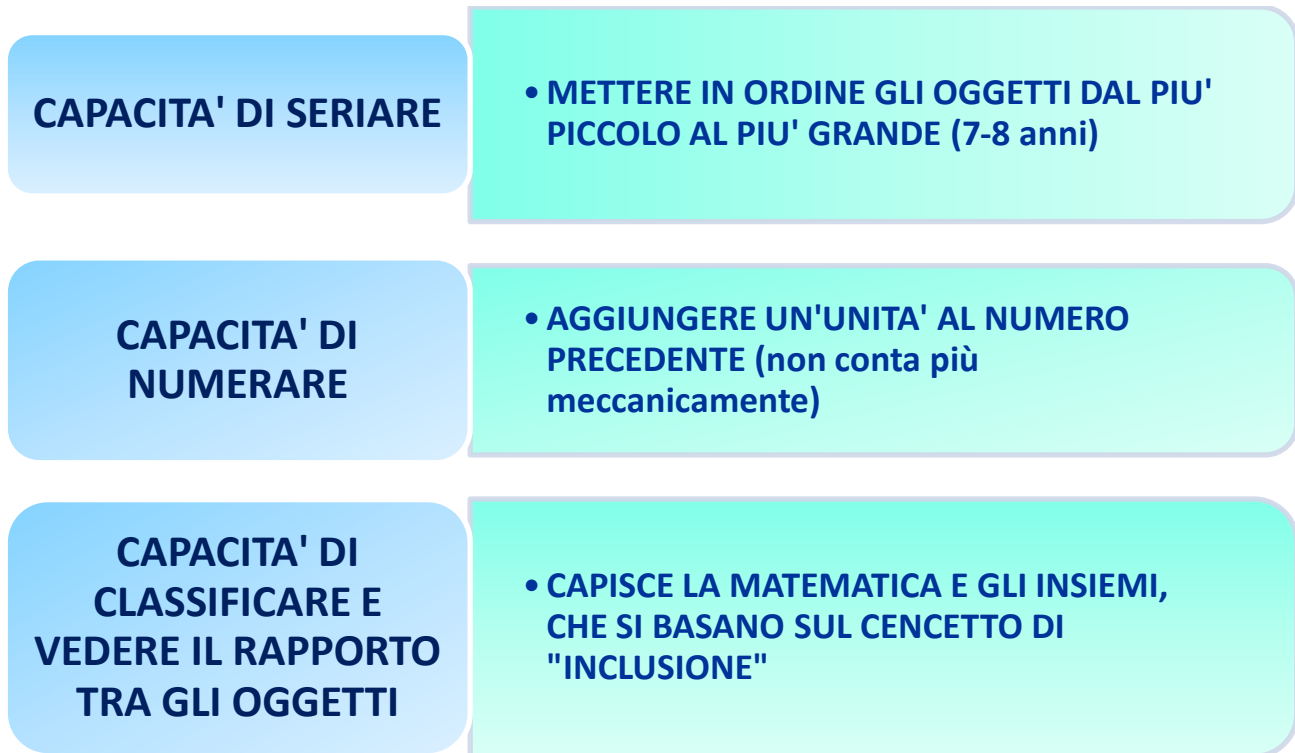 CAPACITA' DI SERIARE
• METTERE IN ORDINE GLI OGGETTI DAL PIU'
PICCOLO AL PIU' GRANDE (7-8 anni)
CAPACITA' DI
NUMERARE
• AGGIUNGERE UN'UNITA' AL NUMERO
PRECEDENTE (non conta più
meccanicamente)
CAPACITA' DI
CLASSIFICARE E
VEDERE IL RAPPORTO
TRA GLI OGGETTI
• CAPISCE LA MATEMATICA E GLI INSIEMI,
CHE SI BASANO SUL CENCETTO DI
"INCLUSIONE"